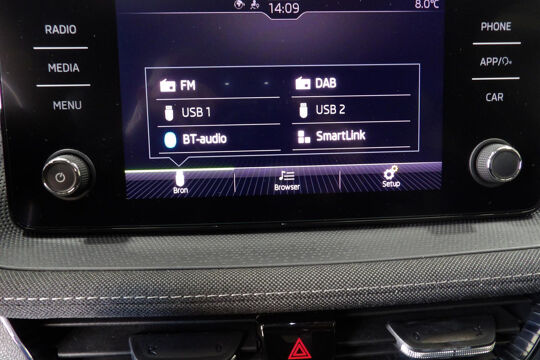 14:09 8.0°C
RADIO
MEDIA
MENU
PHONE
APP/
CAR
FM DAB
USB 1 USB 2
BT-audio SmartLink
Bron Browser Setup